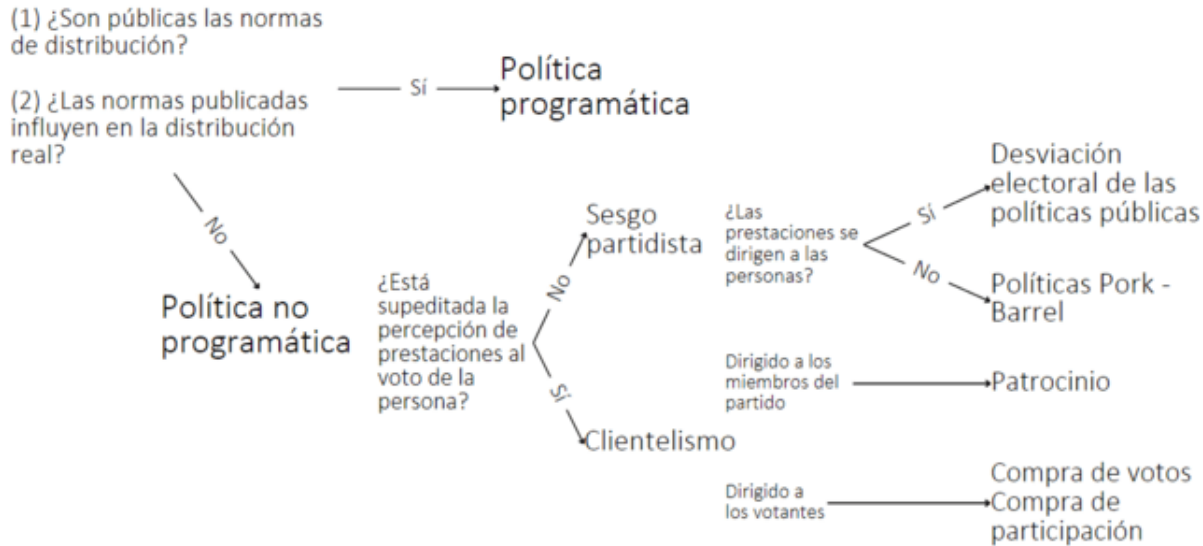 (1) ¿Son públicas las normas
de distribución?
(2) ¿Las normas publicadas
influyen en la distribución
real?
Sí
Política
programática
No
Política no
programática
¿Está
supeditada la
percepción de
prestaciones al
voto de la
persona?
No
Sesgo
partidista
¿Las
prestaciones se
dirigen a las
personas?
Sí
Desviación
electoral de las
políticas públicas
No
Políticas Pork -
Barrel
Sí
Clientelismo
Dirigido a los
miembros del
partido
Patrocinio
Dirigido a
los votantes
Compra de votos
Compra de
participación